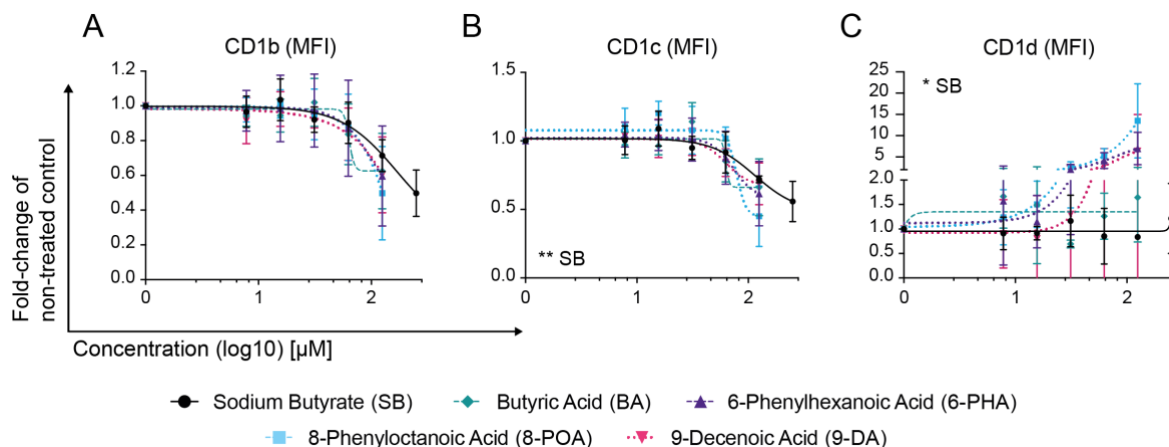 A
B
C
CD1b (MFI)
CD1c (MFI)
CD1d (MFI)
Fold-change of
non-treated control
1.2
1.0
0.8
0.6
0.4
0.2
0.0
0
1
2
1.5
1.0
0.5
0.0
** SB
0
1
2
25
20
15
10
5
2.0
1.5
1.0
0.5
0.0
* SB
0
1
2
Concentration (log10) [µM]
Sodium Butyrate (SB)
Butyric Acid (BA)
6-Phenylhexanoic Acid (6-PHA)
8-Phenyloctanoic Acid (8-POA)
9-Decenoic Acid (9-DA)